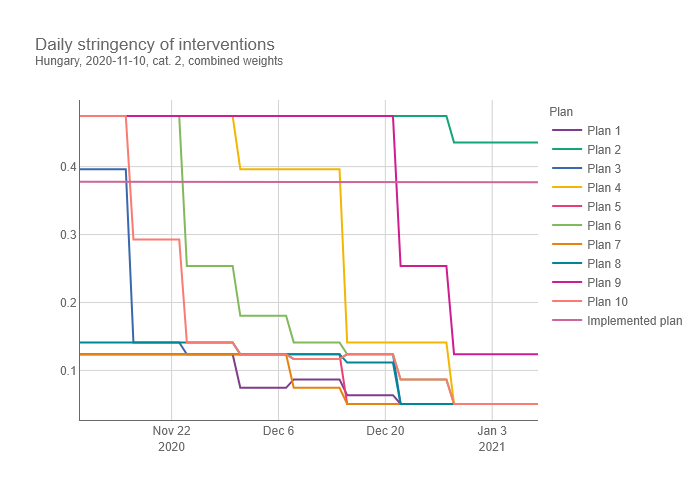 Daily stringency of interventions
Hungary, 2020-11-10, cat. 2, combined weights
Plan
Plan 1
Plan 2
Plan 3
Plan 4
Plan 5
Plan 6
Plan 7
Plan 8
Plan 9
Plan 10
Implemented plan
0.4
0.3
0.2
0.1
Nov 22 Dec 6 Dec 20 Jan 3
2020 2021